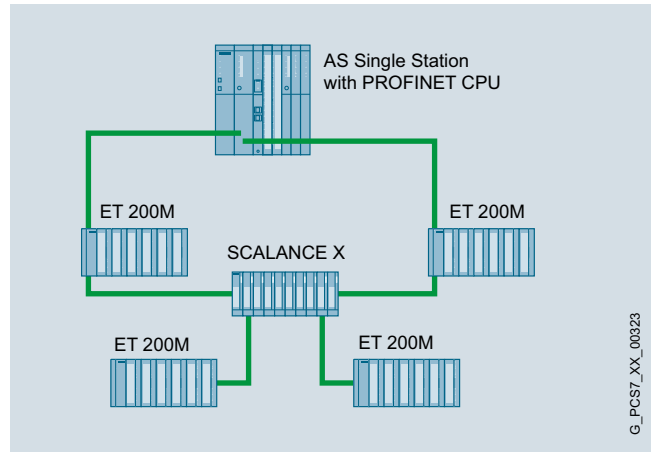 AS Single Station
with PROFINET CPU
ET 200M
ET 200M
SCALANCE X
ET 200M
ET 200M
G_PCS7_XX_00323